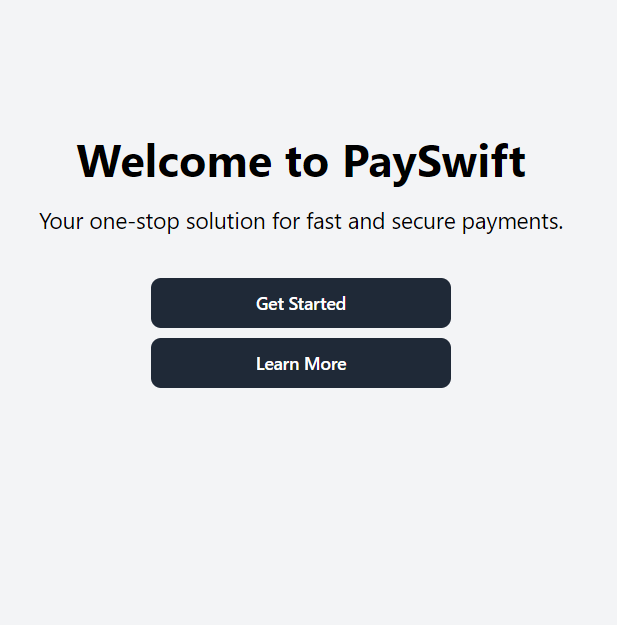 Welcome to PaySwift
Your one-stop solution for fast and secure payments.
Get Started
Learn More